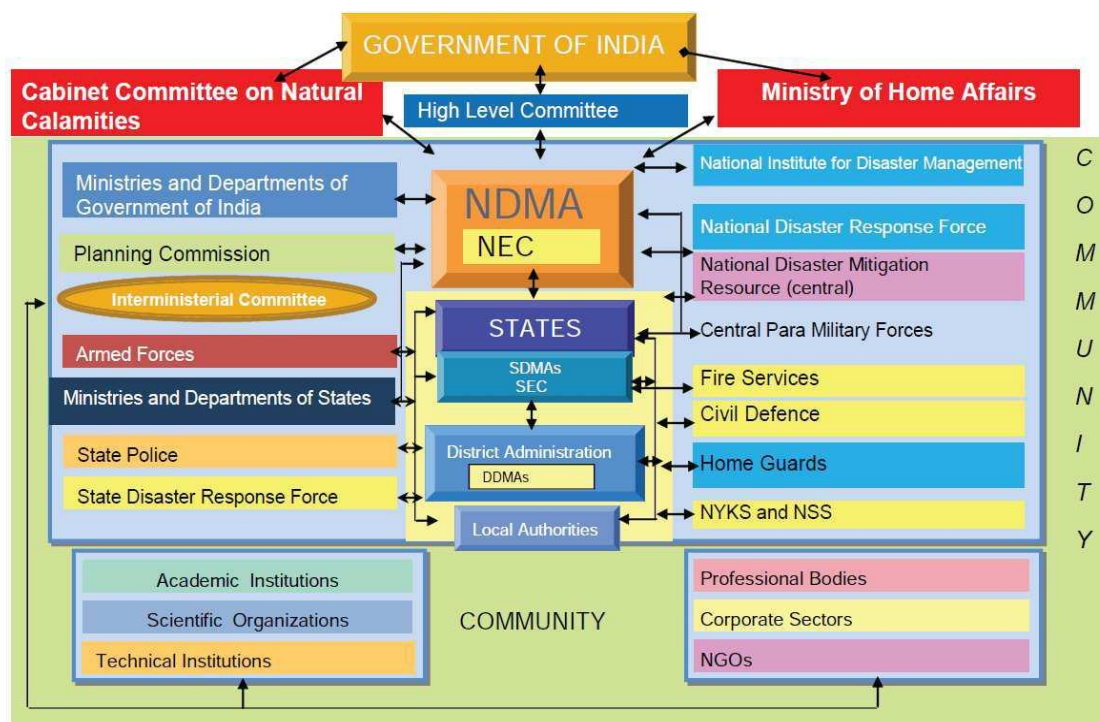 GOVERNMENT OF INDIA
Cabinet Committee on Natural
Calamities
High Level Committee
Ministry of Home Affairs
Ministries and Departments of
Government of India
Planning Commission
Interministerial Committee
Armed Forces
Ministries and Departments of States
State Police
State Disaster Response Force
NDMA
NEC
STATES
SDMAs
SEC
District Administration
DDMAs
Local Authorities
National Institute for Disaster Management
National Disaster Response Force
National Disaster Mitigation
Resource (central)
Central Para Military Forces
Fire Services
Civil Defence
Home Guards
NYKS and NSS
C
O
M
M
U
N
I
T
Y
Academic Institutions
Scientific Organizations
Technical Institutions
COMMUNITY
Professional Bodies
Corporate Sectors
NGOs